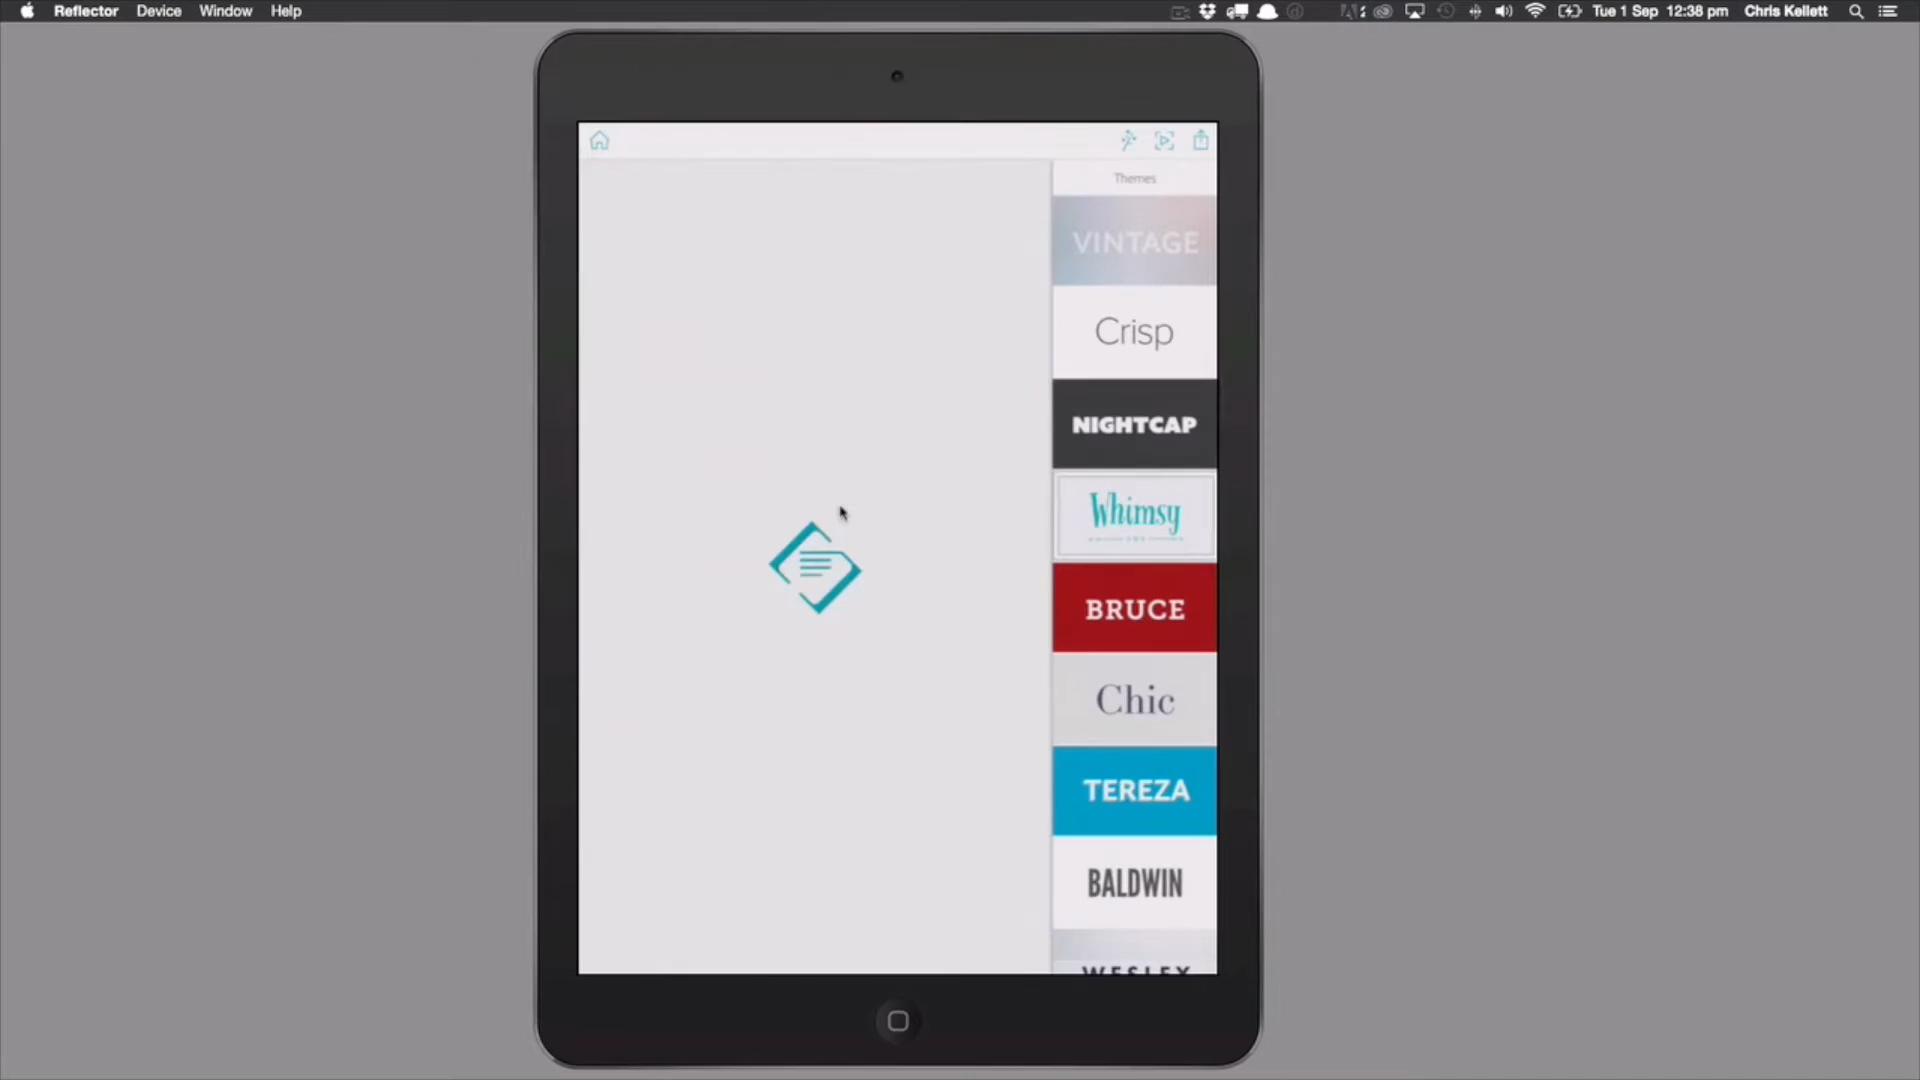 Reflector Device Window Help Tue 1 Sep 12:38 pm Chris Kellett
Themes
VINTAGE
Crisp
NIGHTCAP
Whimsy
BRUCE
Chic
TEREZA
BALDWIN
WESLEY